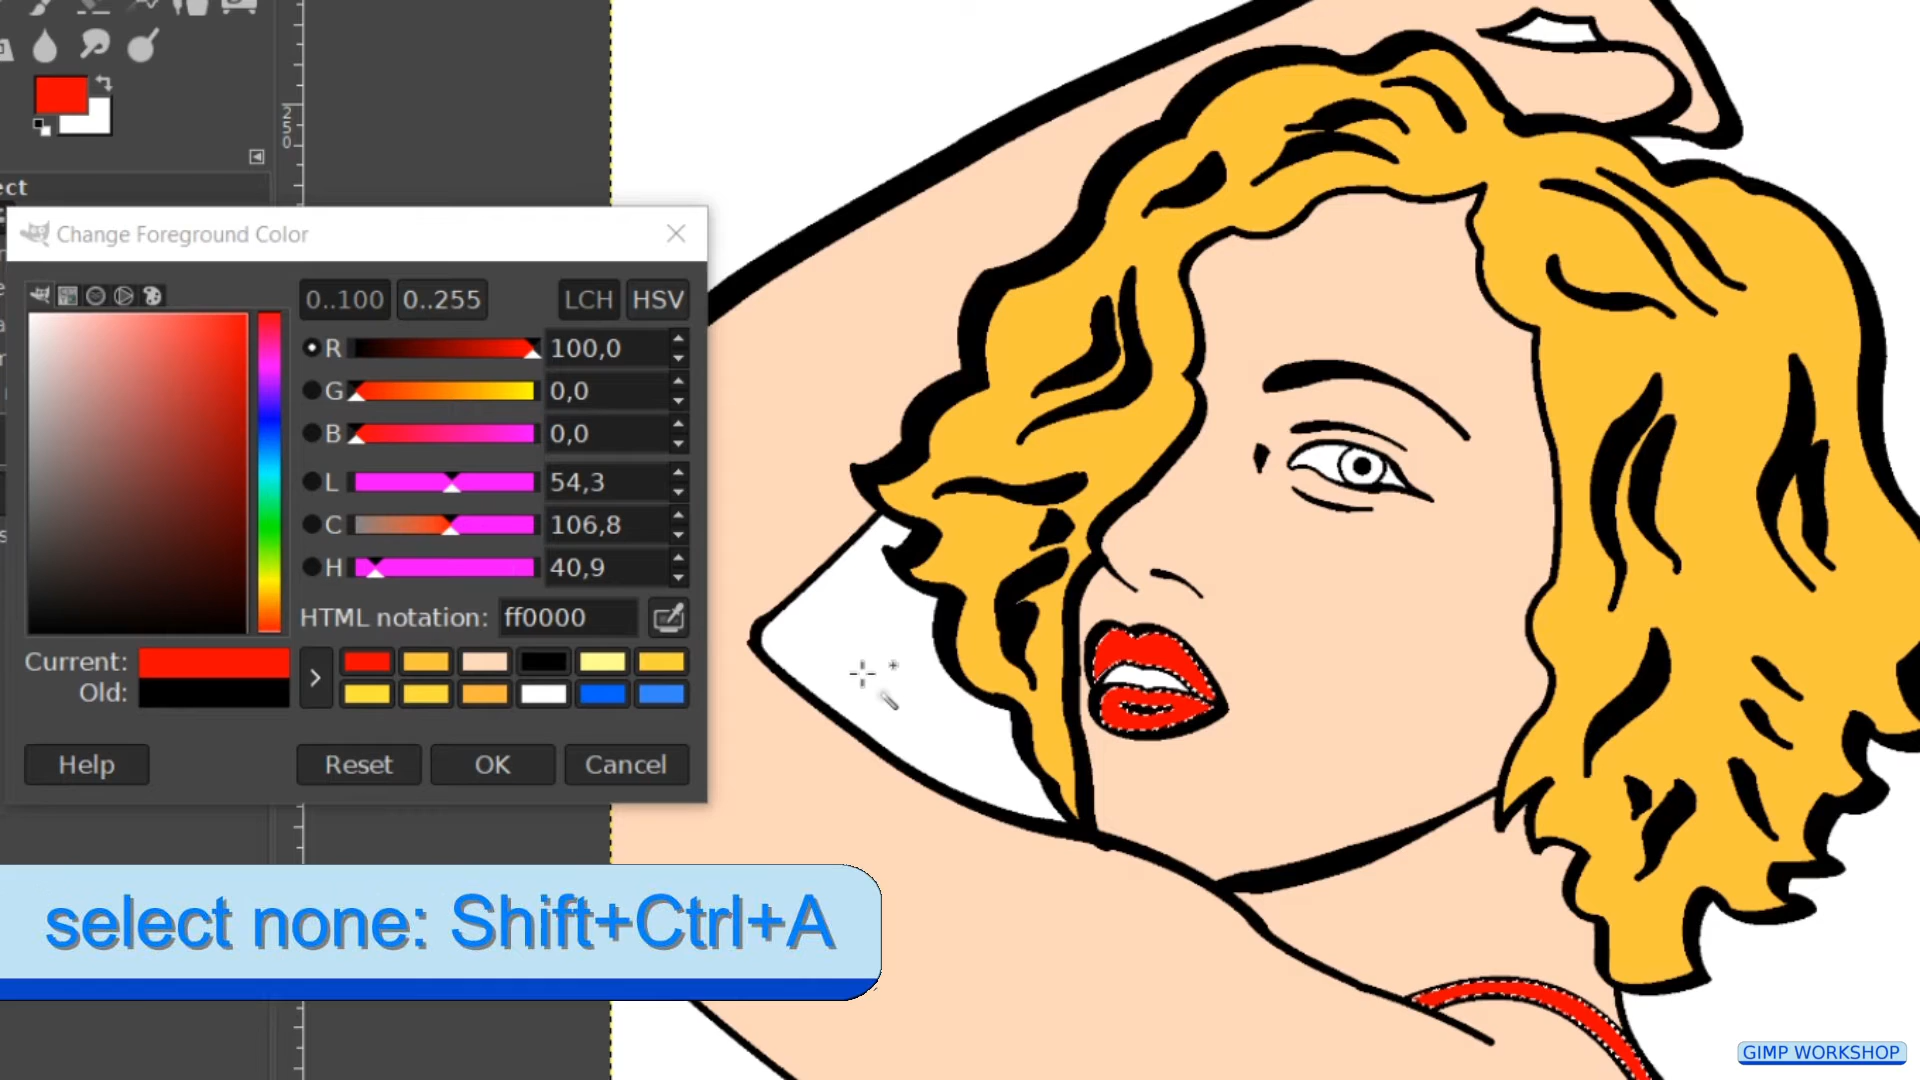 250
ect
Change Foreground Color
0..100 0..255 LCH HSV
R 100,0
G 0,0
B 0,0
L 54,3
C 106,8
H 40,9
HTML notation: ff0000
Current:
Old:
Help Reset OK Cancel
select none: Shift+Ctrl+A
GIMP WORKSHOP